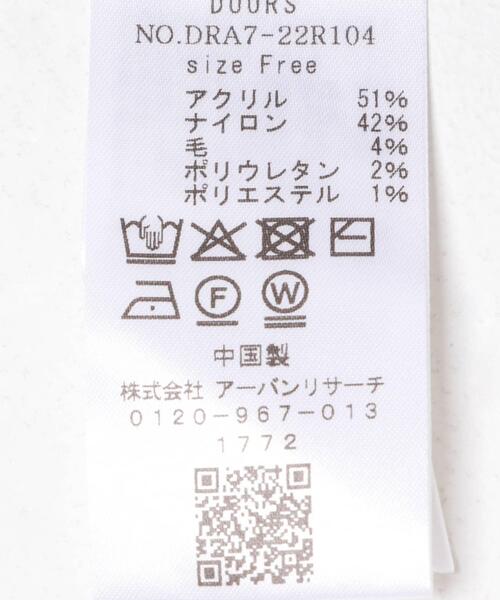 DOORS
NO.DRA7-22R104
size Free
アクリル 51%
ナイロン 42%
毛 4%
ポリウレタン 2%
ポリエステル 1%
F W
中国製
株式会社 アーバンリサーチ
0120-967-013
1772